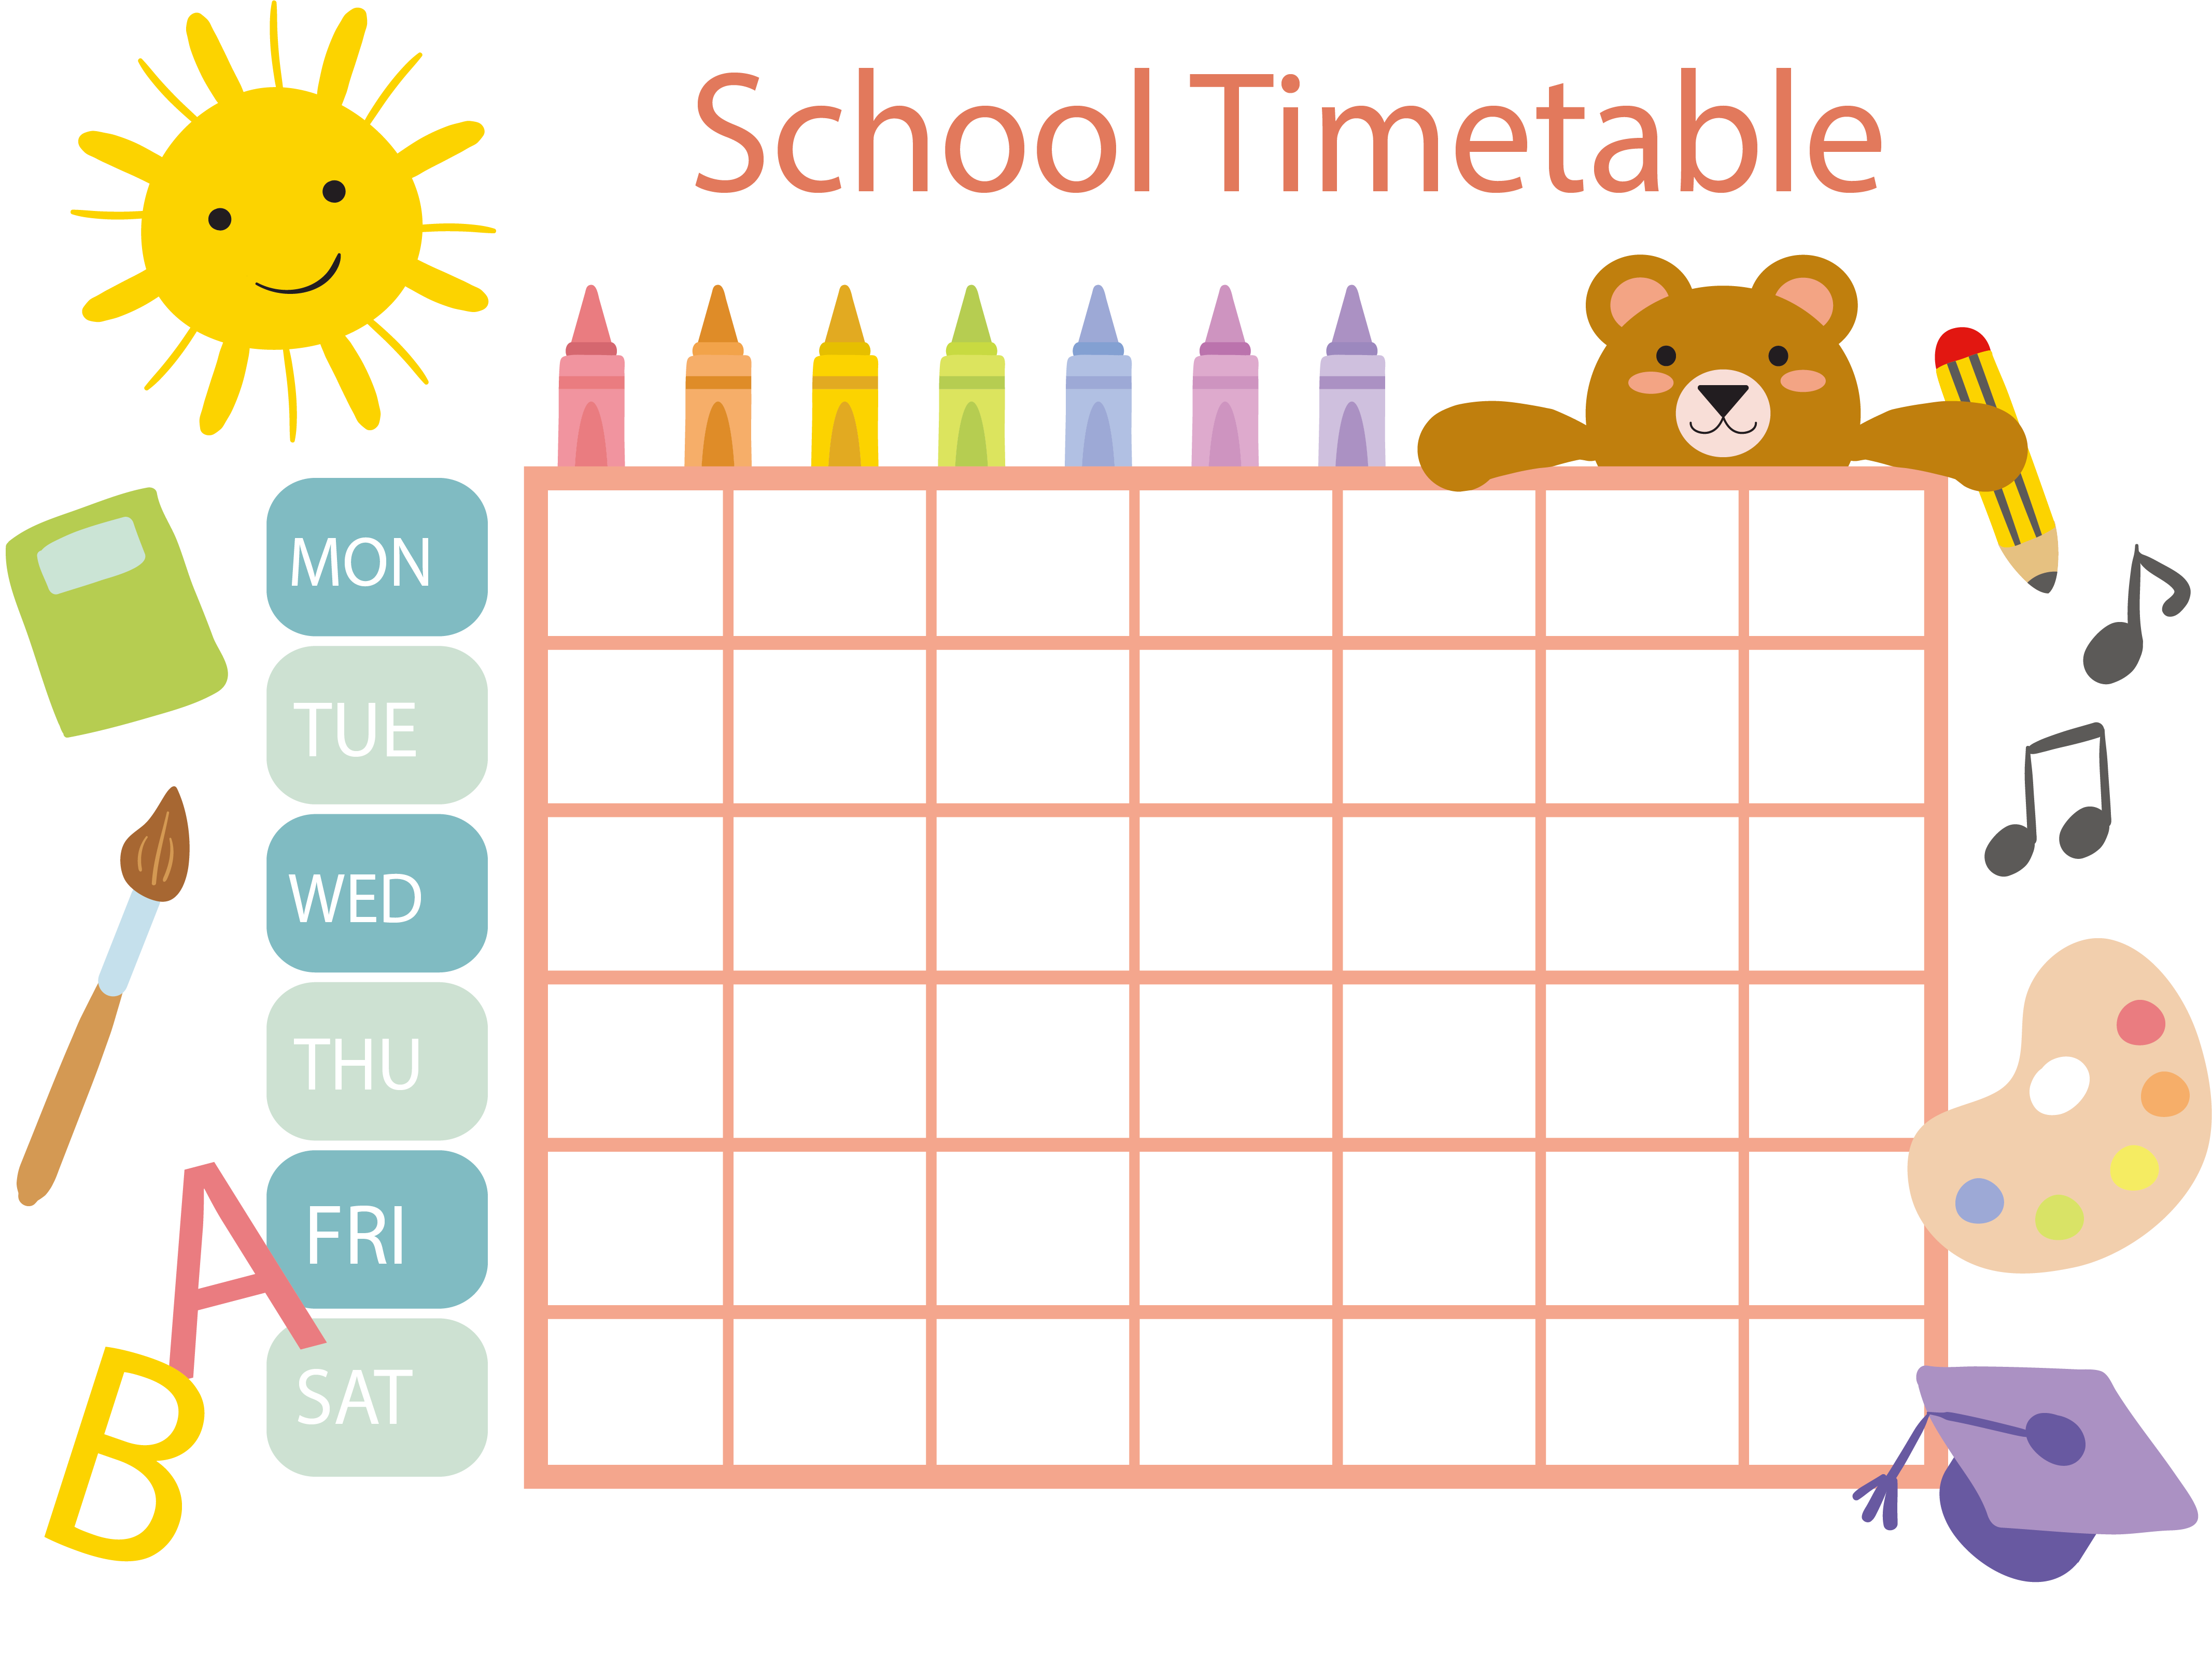 School Timetable
MON
TUE
WED
THU
FRI
SAT
A
B